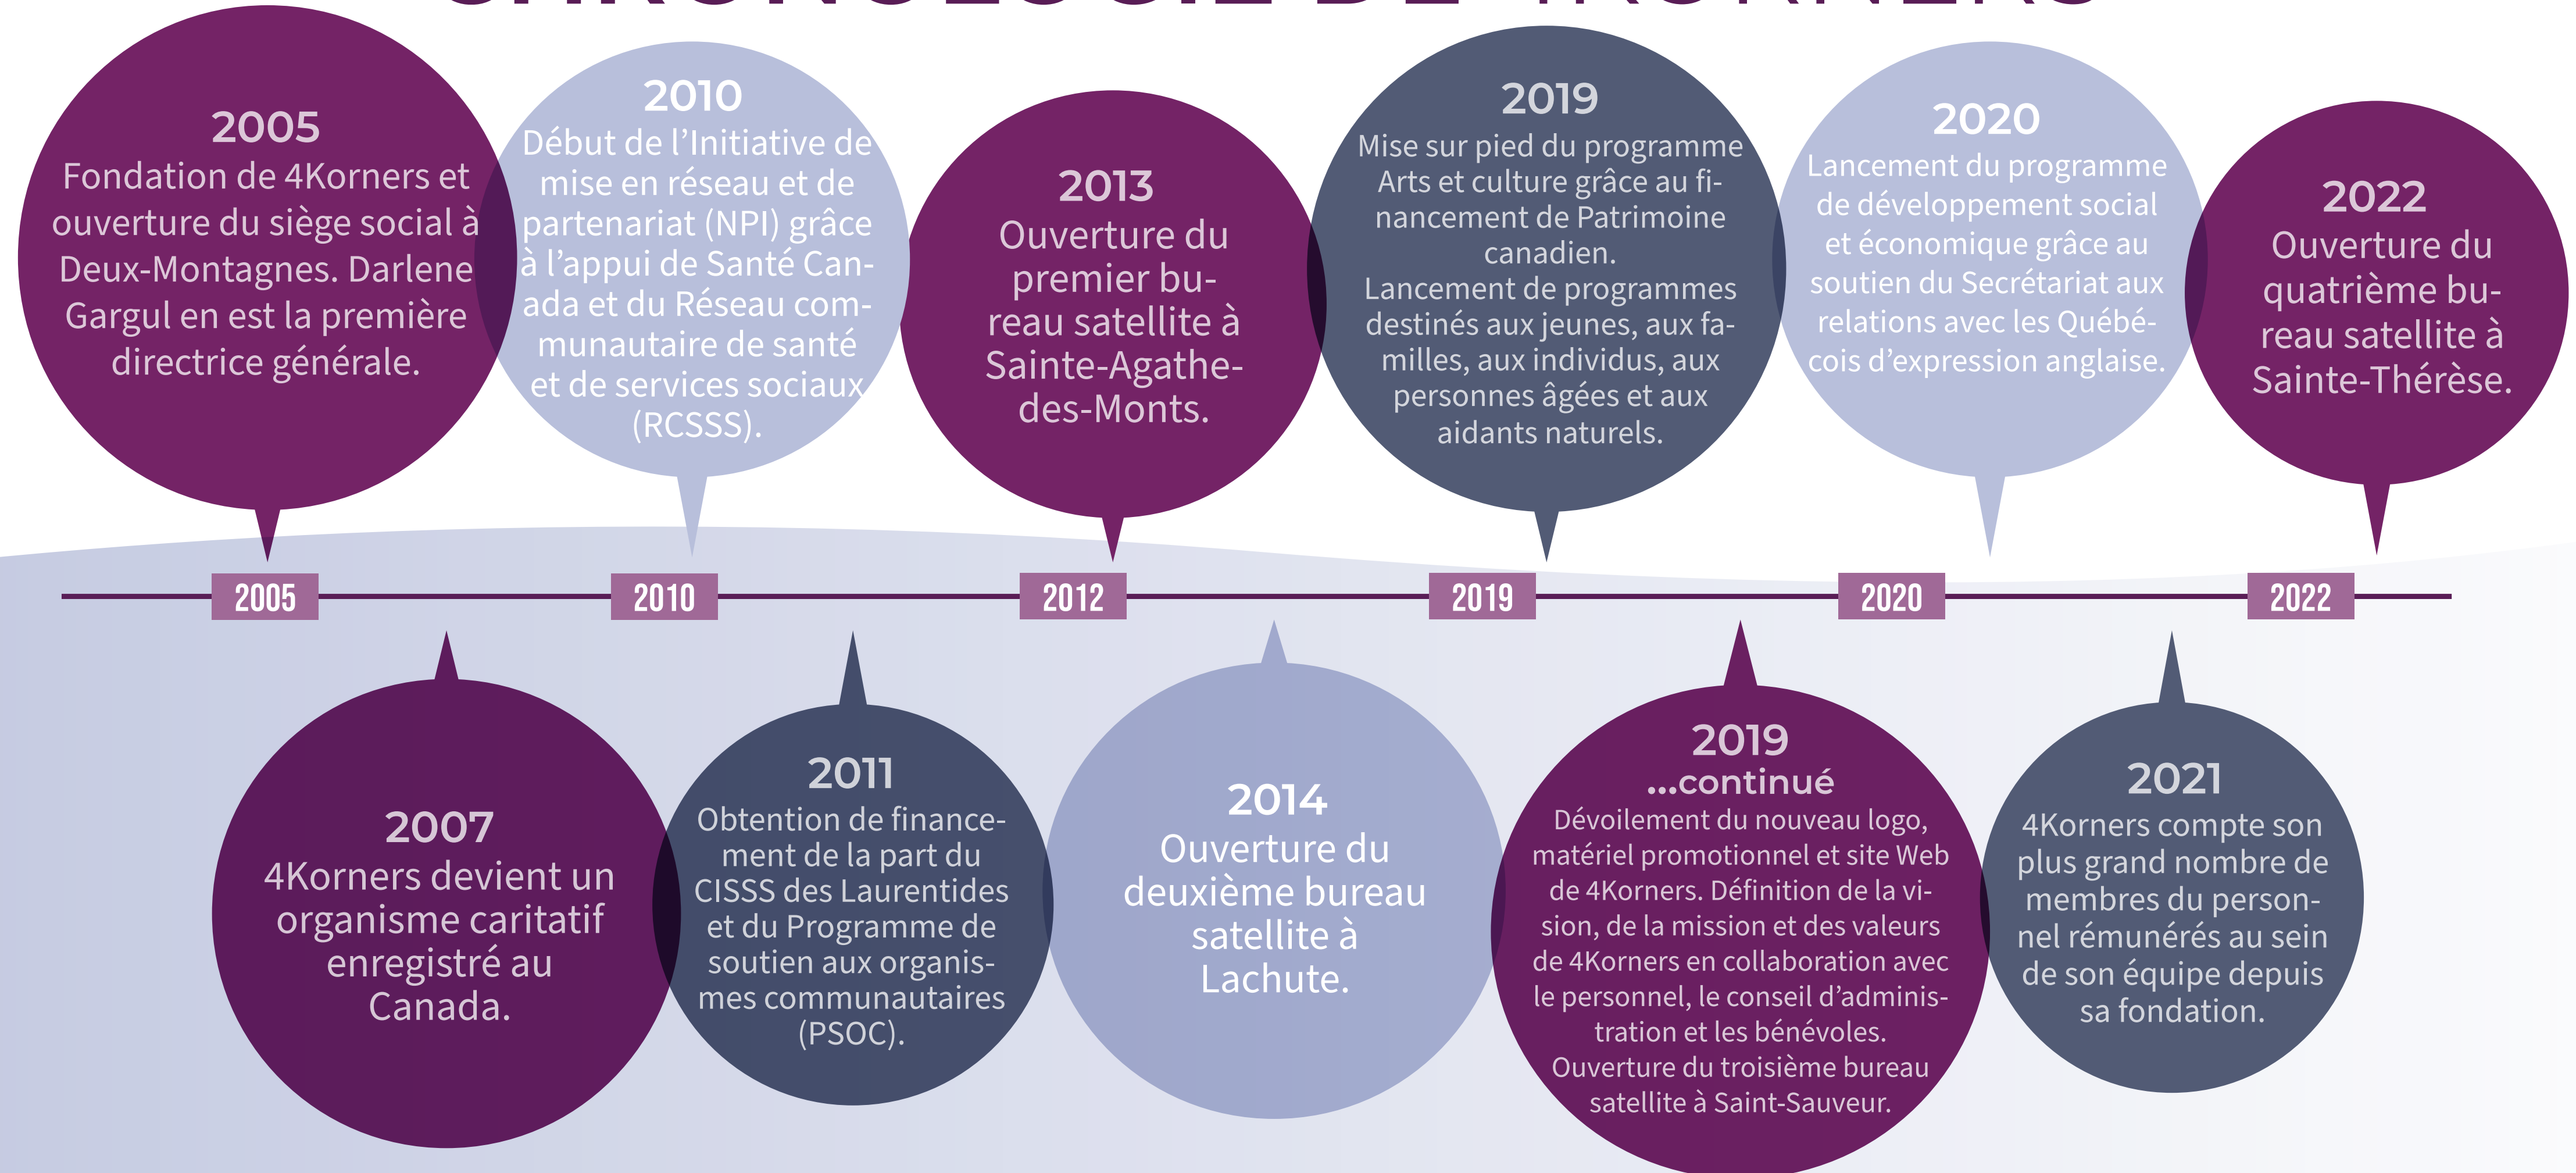 2005
Fondation de 4Korners et
ouverture du siège social à
Deux-Montagnes. Darlene
Gargul en est la première
directrice générale.
2010
Début de l’Initiative de
mise en réseau et de
partenariat (NPI) grâce
à l’appui de Santé Can-
ada et du Réseau com-
munautaire de santé
et de services sociaux
(RCSSS).
2013
Ouverture du
premier bu-
reau satellite à
Sainte-Agathe-
des-Monts.
2019
Mise sur pied du programme
Arts et culture grâce au fi-
nancement de Patrimoine
canadien.
Lancement de programmes
destinés aux jeunes, aux fa-
milles, aux individus, aux
personnes âgées et aux
aidants naturels.
2020
Lancement du programme
de développement social
et économique grâce au
soutien du Secrétariat aux
relations avec les Québé-
cois d’expression anglaise.
2022
Ouverture du
quatrième bu-
reau satellite à
Sainte-Thérèse.
2005
2010
2012
2019
2020
2022
2007
4Korners devient un
organisme caritatif
enregistré au
Canada.
2011
Obtention de finance-
ment de la part du
CISSS des Laurentides
et du Programme de
soutien aux organis-
mes communautaires
(PSOC).
2014
Ouverture du
deuxième bureau
satellite à
Lachute.
2019
...continué
Dévoilement du nouveau logo,
matériel promotionnel et site Web
de 4Korners. Définition de la vi-
sion, de la mission et des valeurs
de 4Korners en collaboration avec
le personnel, le conseil d’adminis-
tration et les bénévoles.
Ouverture du troisième bureau
satellite à Saint-Sauveur.
2021
4Korners compte son
plus grand nombre de
membres du person-
nel rémunérés au sein
de son équipe depuis
sa fondation.